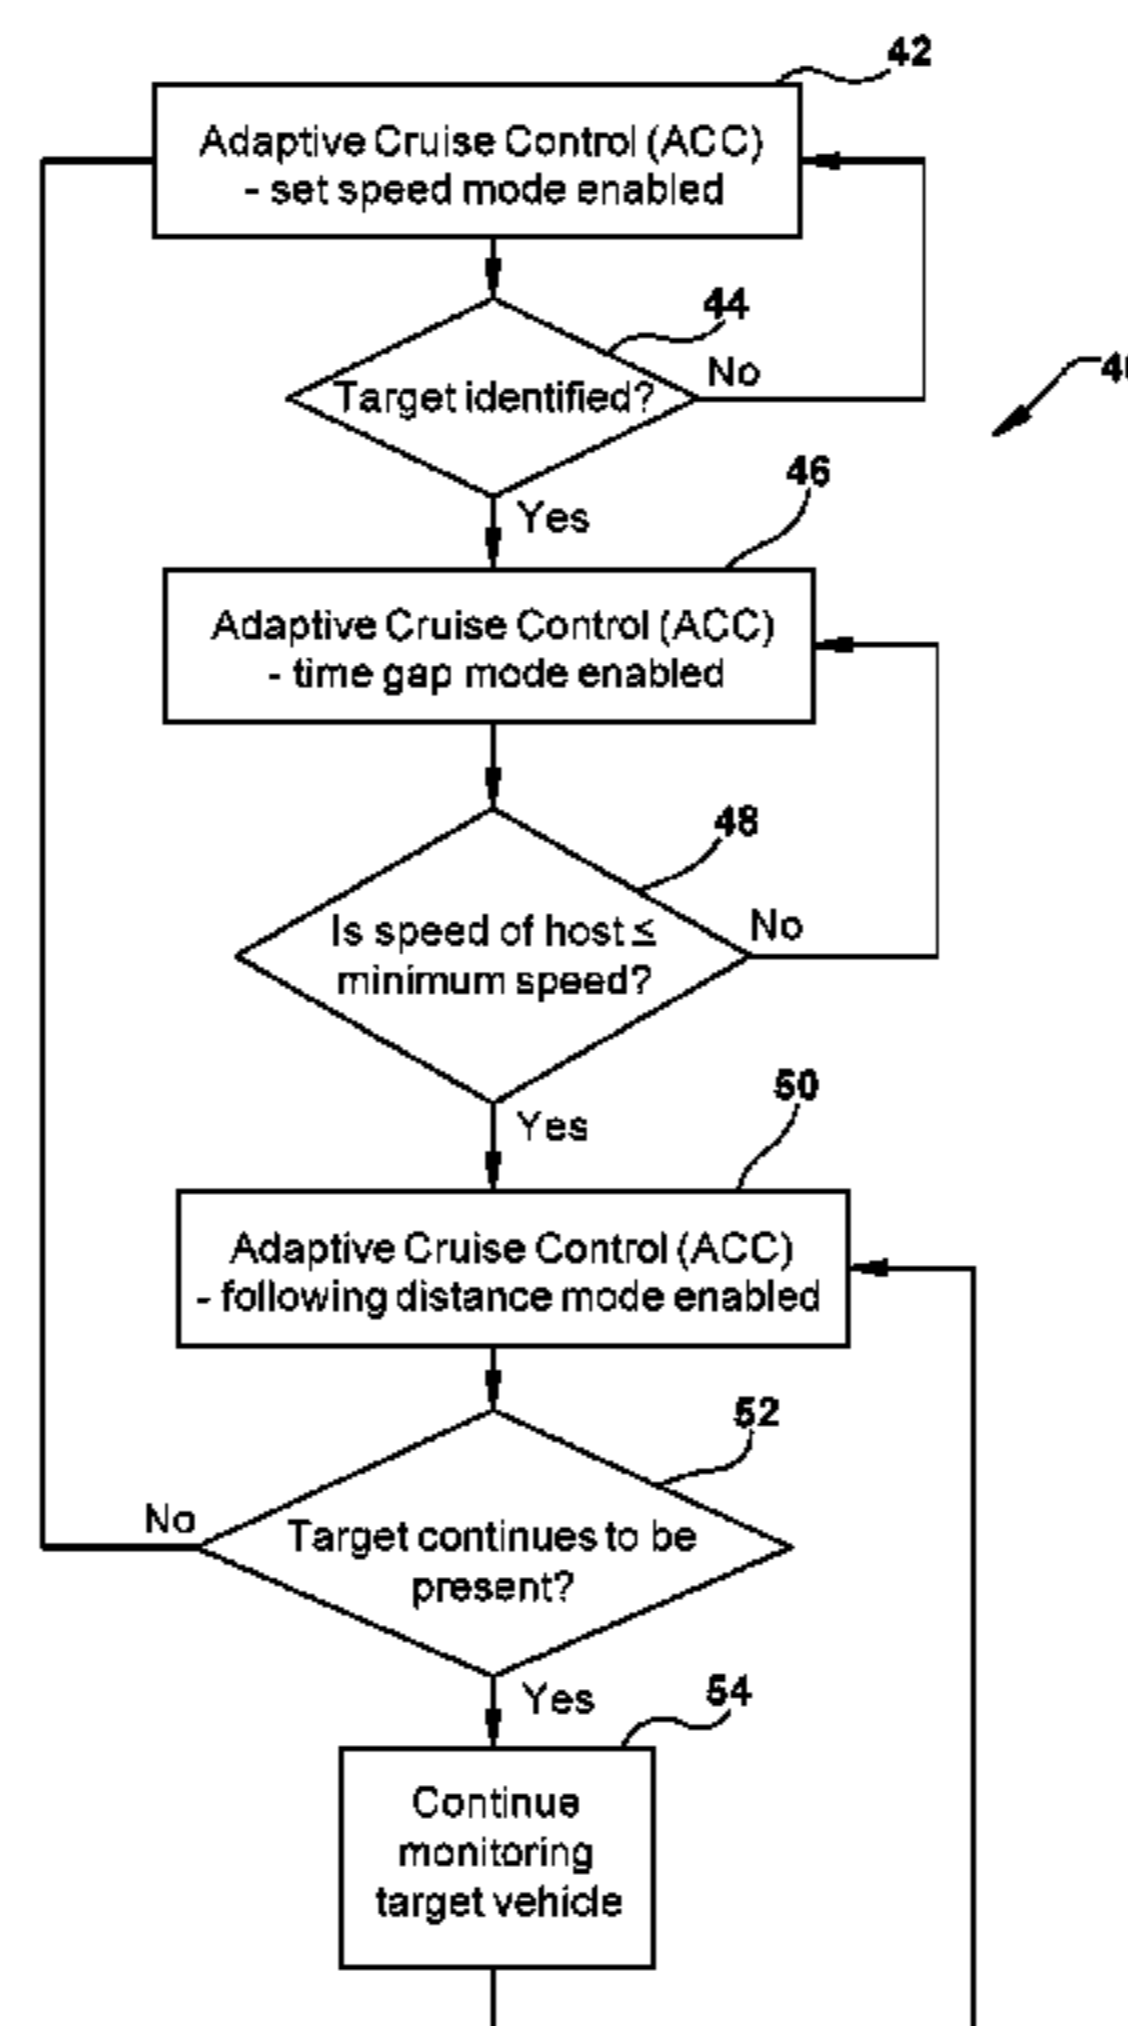 42
Adaptive Cruise Control (ACC)
- set speed mode enabled
44
Target identified?
No
Yes
46
Adaptive Cruise Control (ACC)
- time gap mode enabled
48
Is speed of host ≤
minimum speed?
No
Yes
50
Adaptive Cruise Control (ACC)
- following distance mode enabled
52
No
Target continues to be
present?
Yes
54
Continue
monitoring
target vehicle